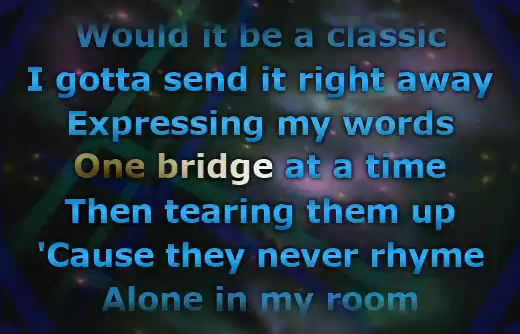 Would it be a classic
I gotta send it right away
Expressing my words
One bridge at a time
Then tearing them up
'Cause they never rhyme
Alone in my room